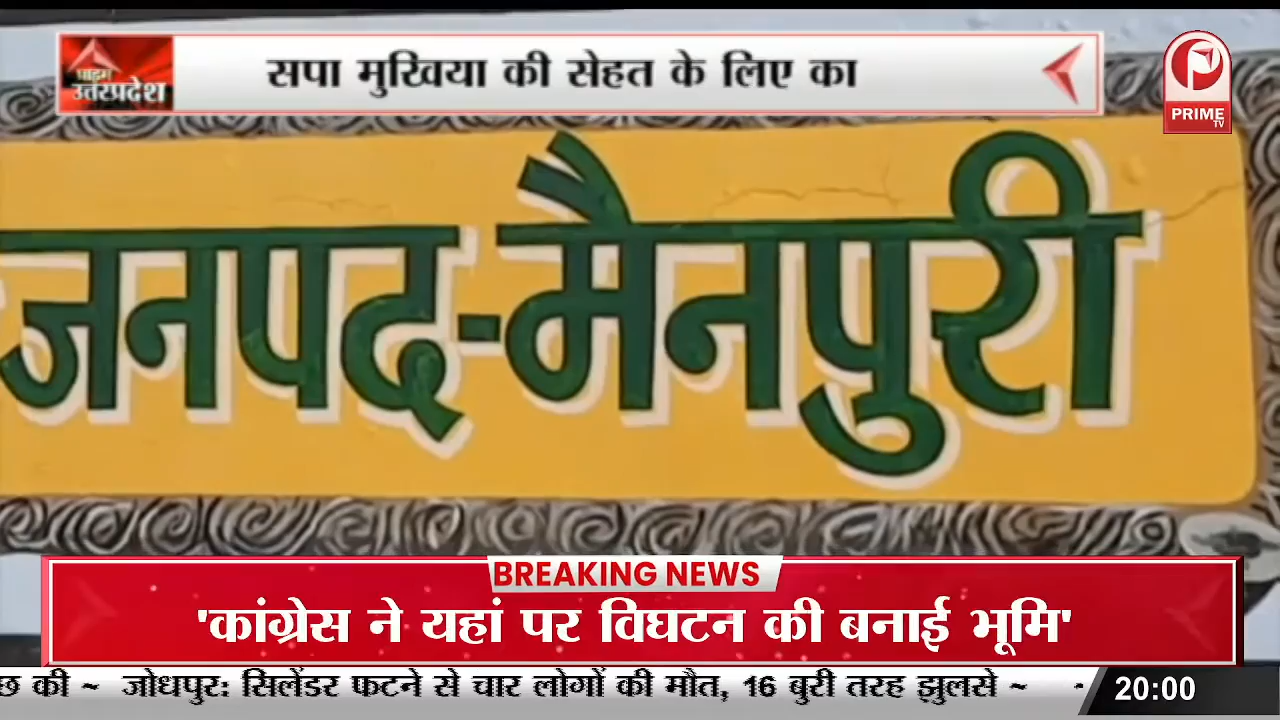 प्राइम
उत्तरप्रदेश
सपा मुखिया की सेहत के लिए का
PRIME
TV
जनपद-मैनपुरी
BREAKING NEWS
'कांग्रेस ने यहां पर विघटन की बनाई भूमि'
छ की ~ जोधपुर: सिलेंडर फटने से चार लोगों की मौत, 16 बुरी तरह झुलसे ~
20:00